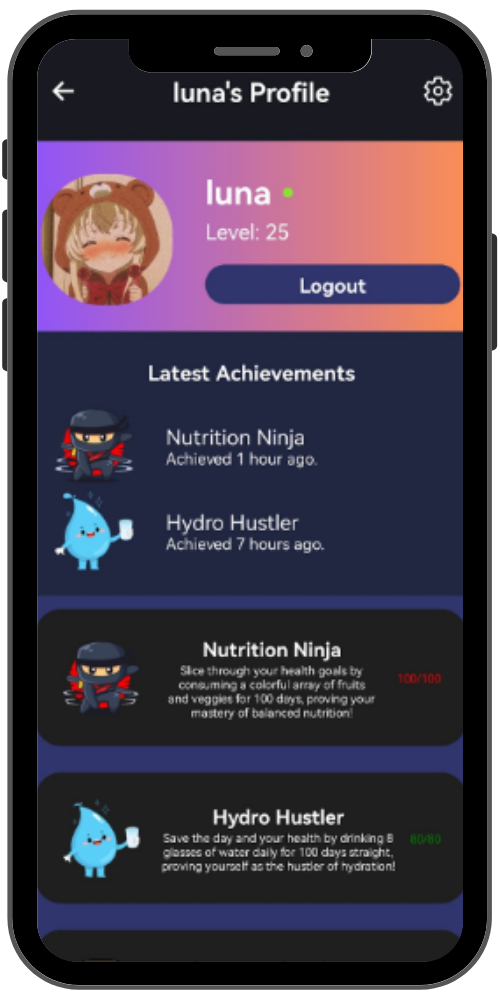 luna's Profile
luna
Level: 25
Logout
Latest Achievements
Nutrition Ninja
Achieved 1 hour ago.
Hydro Hustler
Achieved 7 hours ago.
Nutrition Ninja
Slice through your health goals by
consuming a colorful array of fruits
and veggies for 100 days, proving your
mastery of balanced nutrition!
100/100
Hydro Hustler
Save the day and your health by drinking 8
glasses of water daily for 100 days straight,
proving yourself as the hustler of hydration!
80/80